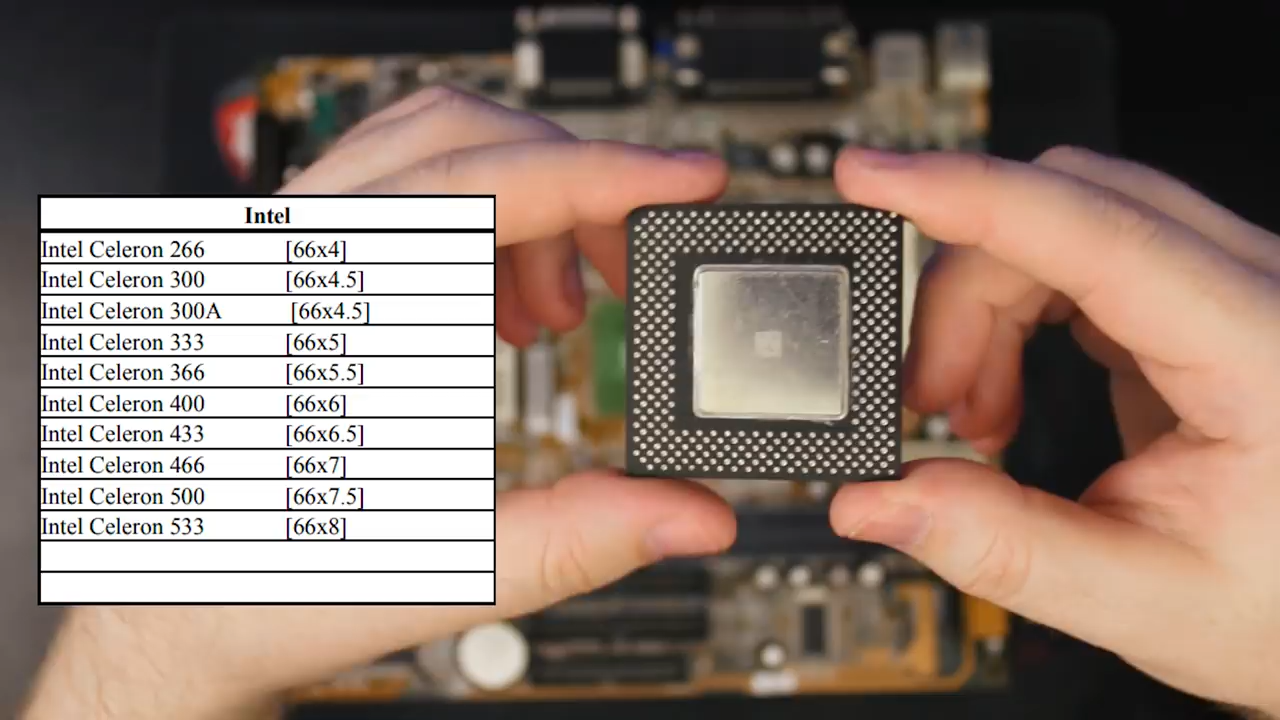 Intel
Intel Celeron 266 [66x4]
Intel Celeron 300 [66x4.5]
Intel Celeron 300A [66x4.5]
Intel Celeron 333 [66x5]
Intel Celeron 366 [66x5.5]
Intel Celeron 400 [66x6]
Intel Celeron 433 [66x6.5]
Intel Celeron 466 [66x7]
Intel Celeron 500 [66x7.5]
Intel Celeron 533 [66x8]